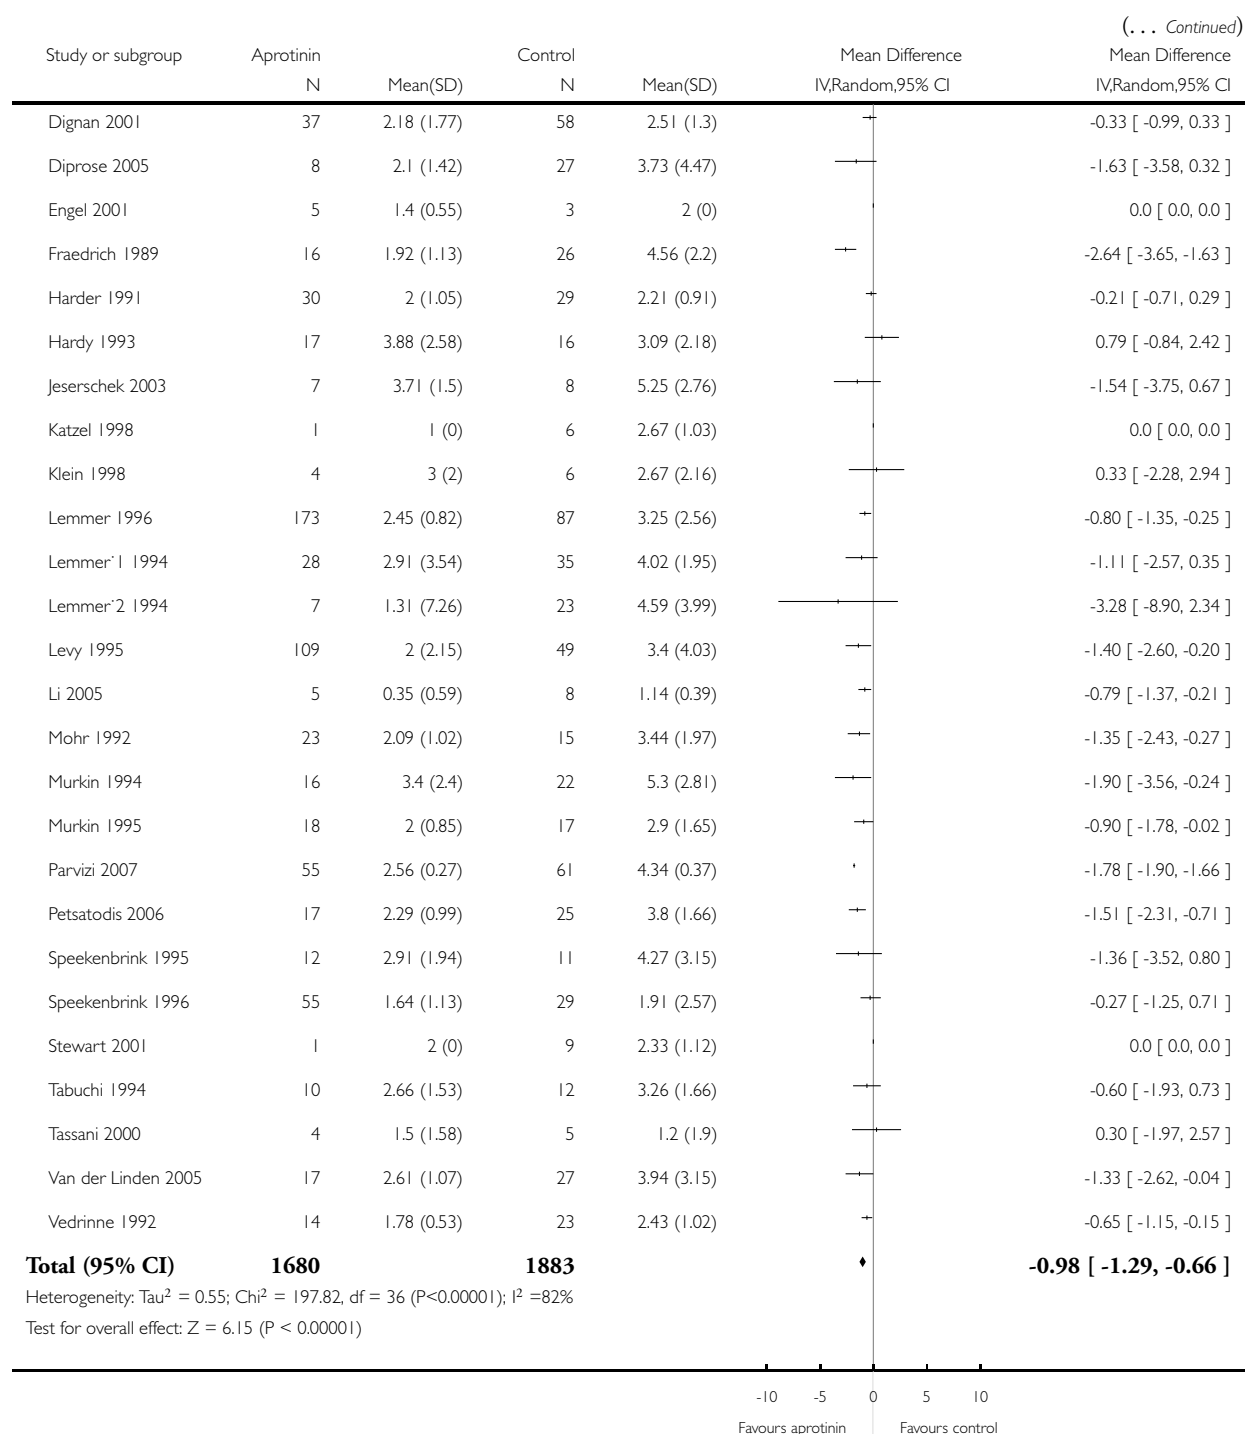 (... Continued)
Study or subgroup Aprotinin Control Mean Difference Mean Difference
N Mean(SD) N Mean(SD) IV,Random,95% CI IV,Random,95% CI
Dignan 2001 37 2.18 (1.77) 58 2.51 (1.3) -0.33 [ -0.99, 0.33 ]
Diprose 2005 8 2.1 (1.42) 27 3.73 (4.47) -1.63 [ -3.58, 0.32 ]
Engel 2001 5 1.4 (0.55) 3 2 (0) 0.0 [ 0.0, 0.0 ]
Fraedrich 1989 16 1.92 (1.13) 26 4.56 (2.2) -2.64 [ -3.65, -1.63 ]
Harder 1991 30 2 (1.05) 29 2.21 (0.91) -0.21 [ -0.71, 0.29 ]
Hardy 1993 17 3.88 (2.58) 16 3.09 (2.18) 0.79 [ -0.84, 2.42 ]
Jeserschek 2003 7 3.71 (1.5) 8 5.25 (2.76) -1.54 [ -3.75, 0.67 ]
Katzel 1998 1 1 (0) 6 2.67 (1.03) 0.0 [ 0.0, 0.0 ]
Klein 1998 4 3 (2) 6 2.67 (2.16) 0.33 [ -2.28, 2.94 ]
Lemmer 1996 173 2.45 (0.82) 87 3.25 (2.56) -0.80 [ -1.35, -0.25 ]
Lemmer˙1 1994 28 2.91 (3.54) 35 4.02 (1.95) -1.11 [ -2.57, 0.35 ]
Lemmer˙2 1994 7 1.31 (7.26) 23 4.59 (3.99) -3.28 [ -8.90, 2.34 ]
Levy 1995 109 2 (2.15) 49 3.4 (4.03) -1.40 [ -2.60, -0.20 ]
Li 2005 5 0.35 (0.59) 8 1.14 (0.39) -0.79 [ -1.37, -0.21 ]
Mohr 1992 23 2.09 (1.02) 15 3.44 (1.97) -1.35 [ -2.43, -0.27 ]
Murkin 1994 16 3.4 (2.4) 22 5.3 (2.81) -1.90 [ -3.56, -0.24 ]
Murkin 1995 18 2 (0.85) 17 2.9 (1.65) -0.90 [ -1.78, -0.02 ]
Parvizi 2007 55 2.56 (0.27) 61 4.34 (0.37) -1.78 [ -1.90, -1.66 ]
Petsatodis 2006 17 2.29 (0.99) 25 3.8 (1.66) -1.51 [ -2.31, -0.71 ]
Speekenbrink 1995 12 2.91 (1.94) 11 4.27 (3.15) -1.36 [ -3.52, 0.80 ]
Speekenbrink 1996 55 1.64 (1.13) 29 1.91 (2.57) -0.27 [ -1.25, 0.71 ]
Stewart 2001 1 2 (0) 9 2.33 (1.12) 0.0 [ 0.0, 0.0 ]
Tabuchi 1994 10 2.66 (1.53) 12 3.26 (1.66) -0.60 [ -1.93, 0.73 ]
Tassani 2000 4 1.5 (1.58) 5 1.2 (1.9) 0.30 [ -1.97, 2.57 ]
Van der Linden 2005 17 2.61 (1.07) 27 3.94 (3.15) -1.33 [ -2.62, -0.04 ]
Vedrinne 1992 14 1.78 (0.53) 23 2.43 (1.02) -0.65 [ -1.15, -0.15 ]
Total (95% CI) 1680 1883 -0.98 [ -1.29, -0.66 ]
Heterogeneity: Tau² = 0.55; Chi² = 197.82, df = 36 (P<0.00001); I² =82%
Test for overall effect: Z = 6.15 (P < 0.00001)
-10 -5 0 5 10
Favours aprotinin Favours control